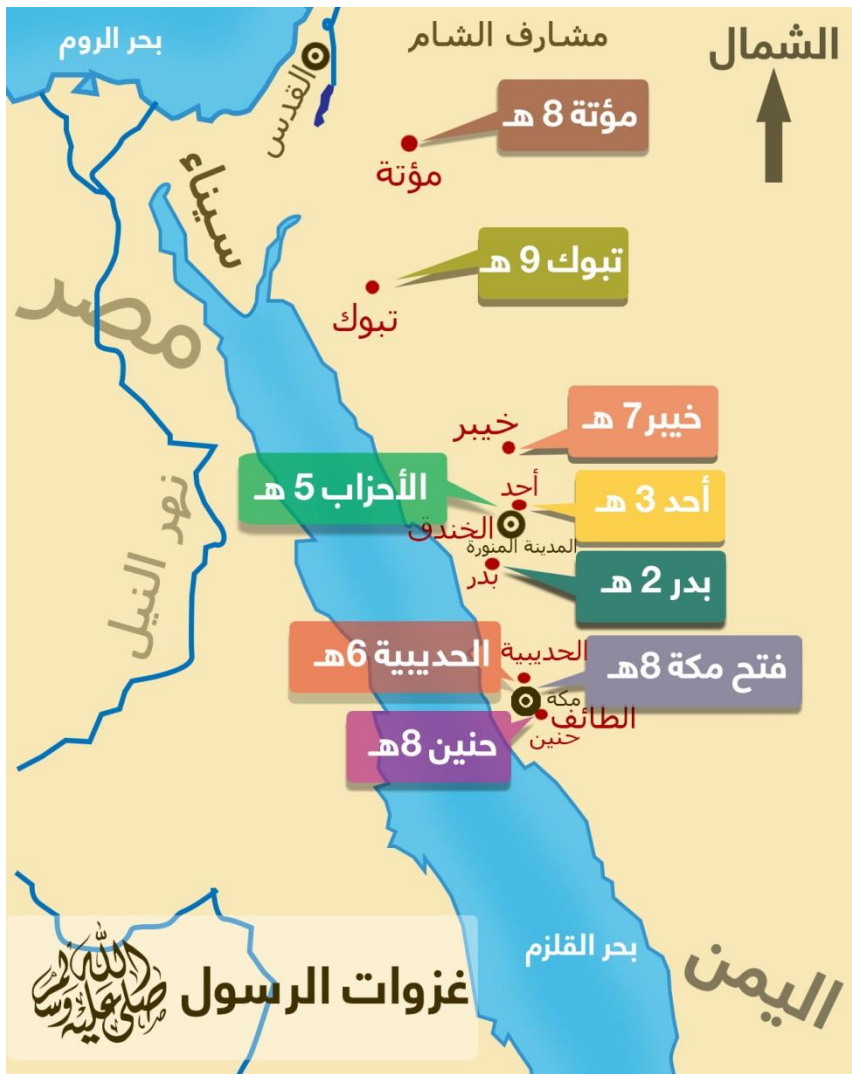 بحر الروم
مشارف الشام
الشمال
القدس
مؤتة 8 هـ
مؤتة
سيناء
تبوك 9 هـ
تبوك
مصر
خيبر 7 هـ
خيبر
الأحزاب 5 هـ
أحد
أحد 3 هـ
الخندق
المدينة المنورة
نهر النيل
بدر
بدر 2 هـ
الحديبية 6هـ
الحديبية
فتح مكة 8هـ
مكة
الطائف
حنين
حنين 8هـ
بحر القلزم
اليمن
غزوات الرسول صلى الله عليه وسلم